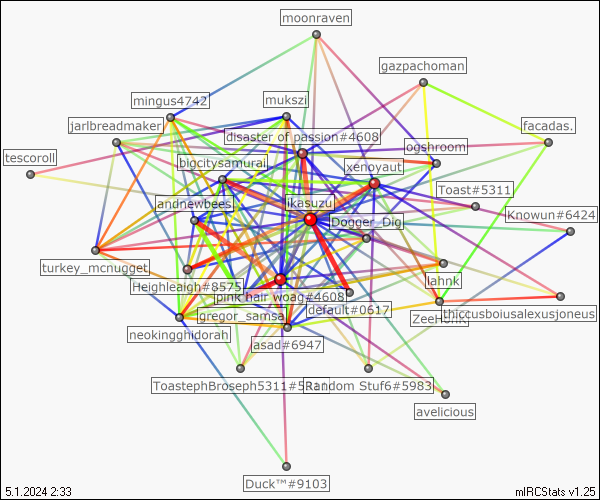 moonraven
gazpachoman
mingus4742
mukszi
jarlbreadmaker
disaster of passion#4608
ogshroom
facadas.
tescoroll
bigcitysamurai
xenoyaut
Toast#5311
andnewbees
ikasuzu
Dogger_Dig
Knowun#6424
turkey_mcnugget
Heighleaigh#8575
pink hair woag#4608
lahnk
gregor_samsa
default#0617
thiccusboiusalexusjoneus
neokingghidorah
asad#6947
ToastephBroseph5311#5
Random Stuf6#5983
avelicious
Duck™#9103
5.1.2024 2:33
mIRCStats v1.25